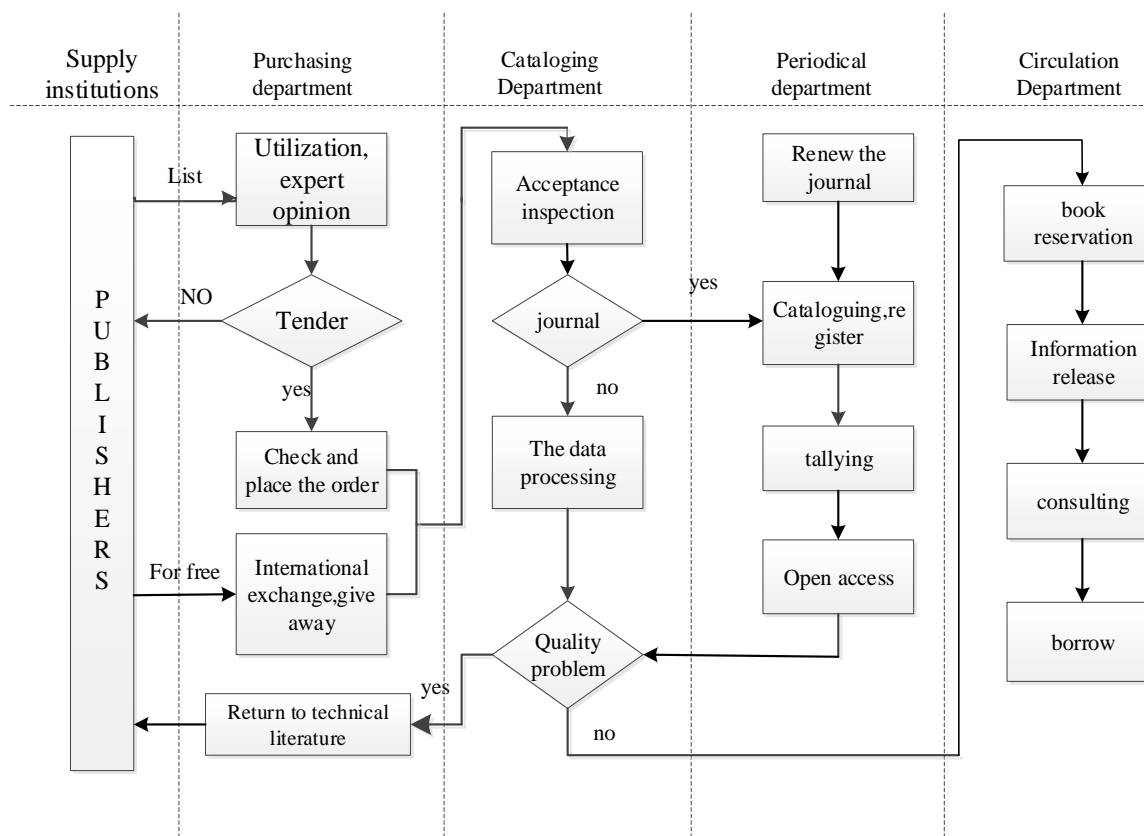 Supply
institutions
Purchasing
department
Cataloging
Department
Periodical
department
Circulation
Department
P
U
B
L
I
S
H
E
R
S
List
Utilization,
expert
opinion
NO
Tender
yes
Check and
place the order
For free
International
exchange,give
away
Return to technical
literature
yes
Acceptance
inspection
journal
yes
no
The data
processing
Quality
problem
no
Renew the
journal
Cataloguing,re
gister
tallying
Open access
book
reservation
Information
release
consulting
borrow